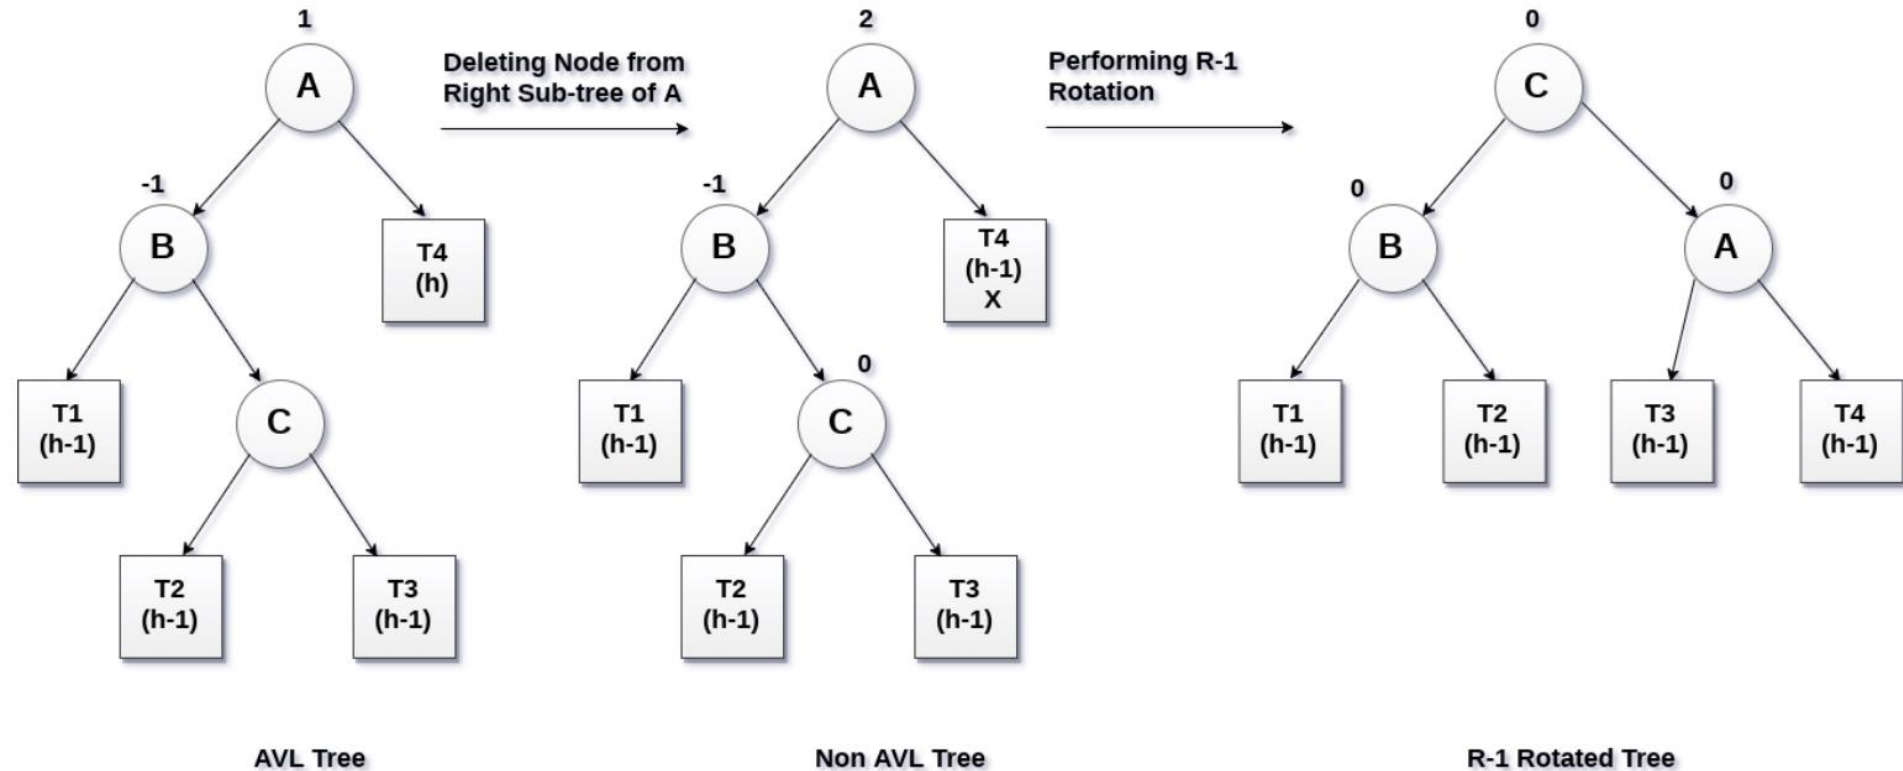 1
A
-1
B
T4
(h)
T1
(h-1)
C
T2
(h-1)
T3
(h-1)
AVL Tree
Deleting Node from
Right Sub-tree of A
2
A
-1
B
T4
(h-1)
X
0
T1
(h-1)
C
T2
(h-1)
T3
(h-1)
Non AVL Tree
Performing R-1
Rotation
0
C
0
B
0
A
T1
(h-1)
T2
(h-1)
T3
(h-1)
T4
(h-1)
R-1 Rotated Tree